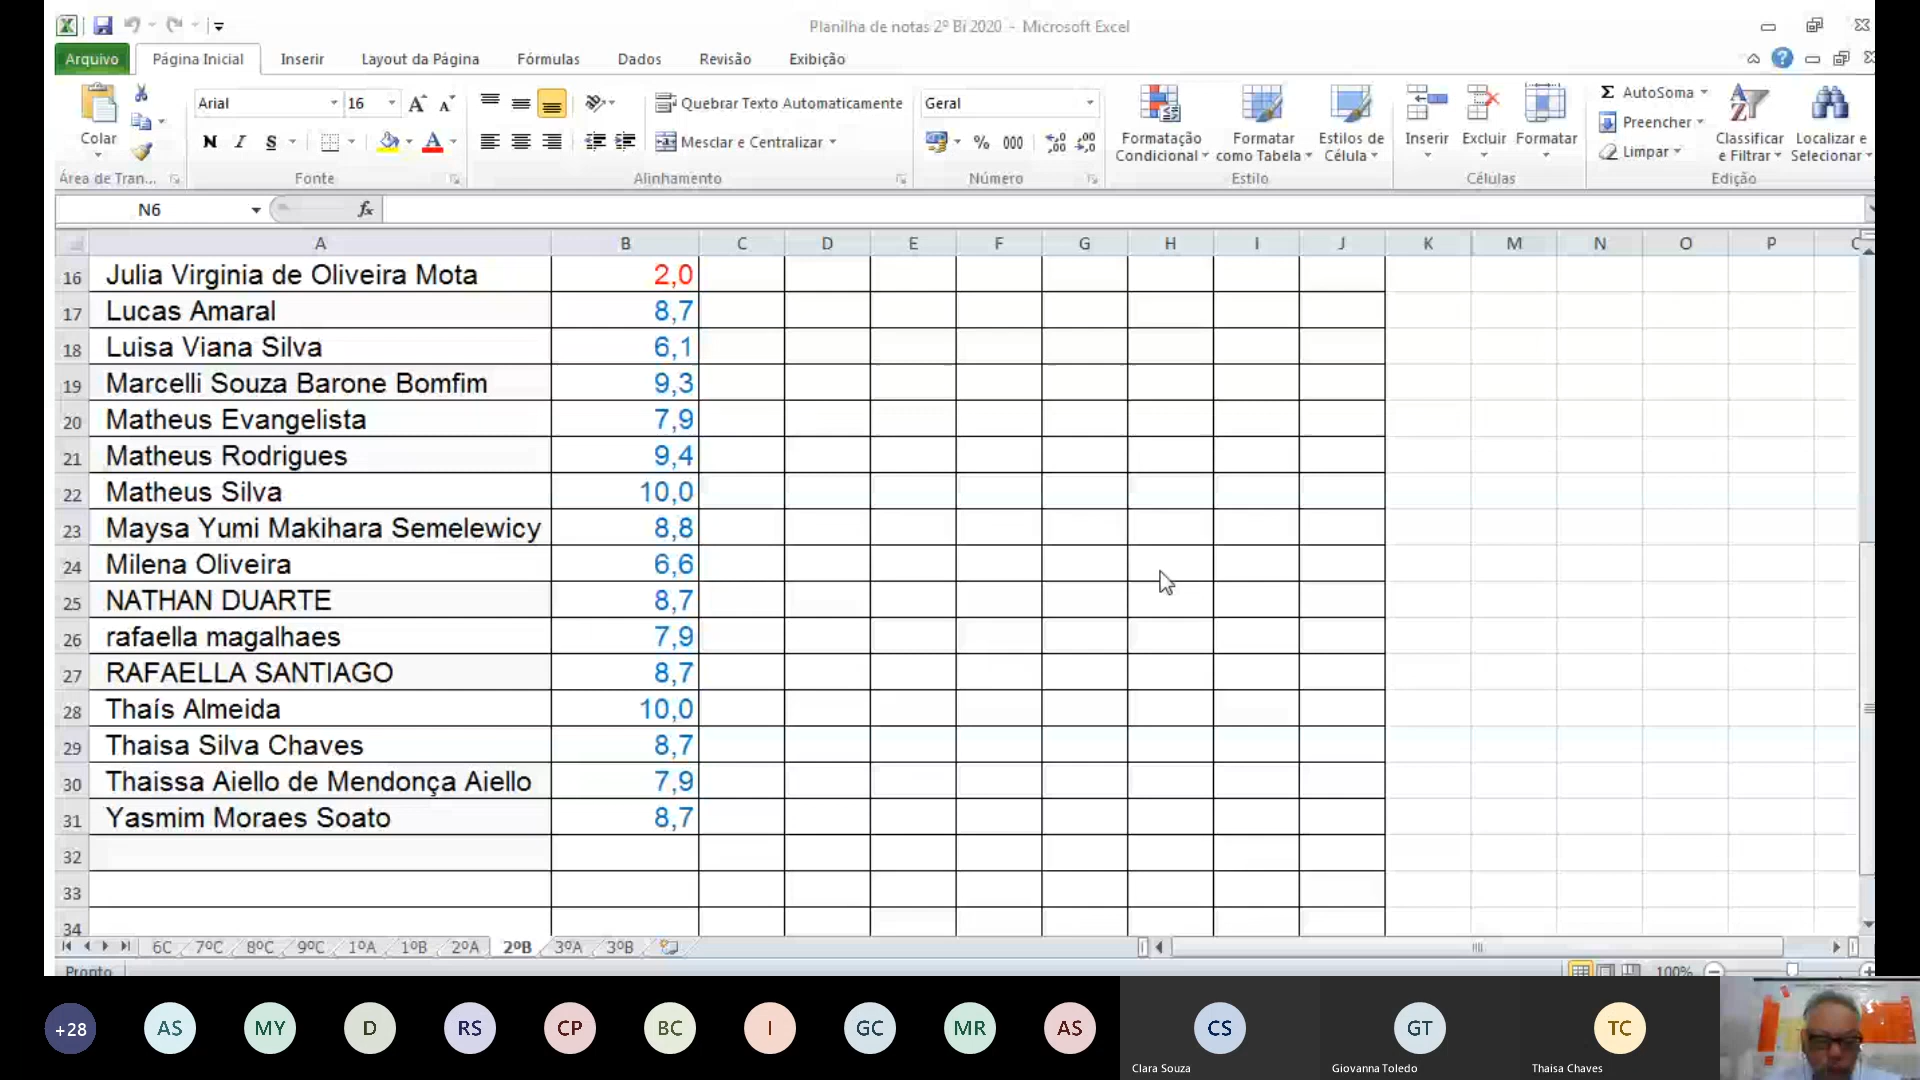 Planilha de notas 2º Bi 2020 - Microsoft Excel
Arquivo Página Inicial Inserir Layout da Página Fórmulas Dados Revisão Exibição
Colar
Arial 16
N I S
Quebrar Texto Automaticamente
Mesclar e Centralizar
Geral
% 000
Formatação Condicional
Formatar como Tabela
Estilos de Célula
Inserir
Excluir
Formatar
Σ AutoSoma
Preencher
Limpar
Classificar e Filtrar
Localizar e Selecionar
Área de Tran... Fonte Alinhamento Número Estilo Células Edição
N6 fx
A B C D E F G H I J K M N O P
16 Julia Virginia de Oliveira Mota 2,0
17 Lucas Amaral 8,7
18 Luisa Viana Silva 6,1
19 Marcelli Souza Barone Bomfim 9,3
20 Matheus Evangelista 7,9
21 Matheus Rodrigues 9,4
22 Matheus Silva 10,0
23 Maysa Yumi Makihara Semelewicy 8,8
24 Milena Oliveira 6,6
25 NATHAN DUARTE 8,7
26 rafaella magalhaes 7,9
27 RAFAELLA SANTIAGO 8,7
28 Thaís Almeida 10,0
29 Thaisa Silva Chaves 8,7
30 Thaissa Aiello de Mendonça Aiello 7,9
31 Yasmim Moraes Soato 8,7
32
33
34
6C 7ºC 8ºC 9ºC 1ºA 1ºB 2ºA 2ºB 3ºA 3ºB
Pronto 100%
+28 AS MY D RS CP BC I GC MR AS CS GT TC
Clara Souza Giovanna Toledo Thaisa Chaves